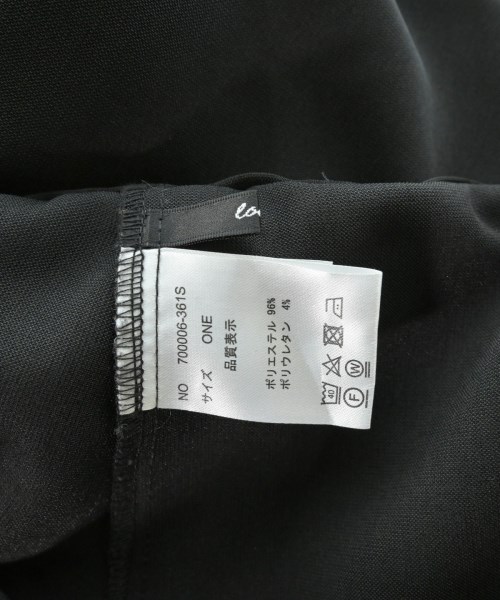 NO 700006-361S
サイズ ONE
品質表示
ポリエステル 96%
ポリウレタン 4%
40
F W